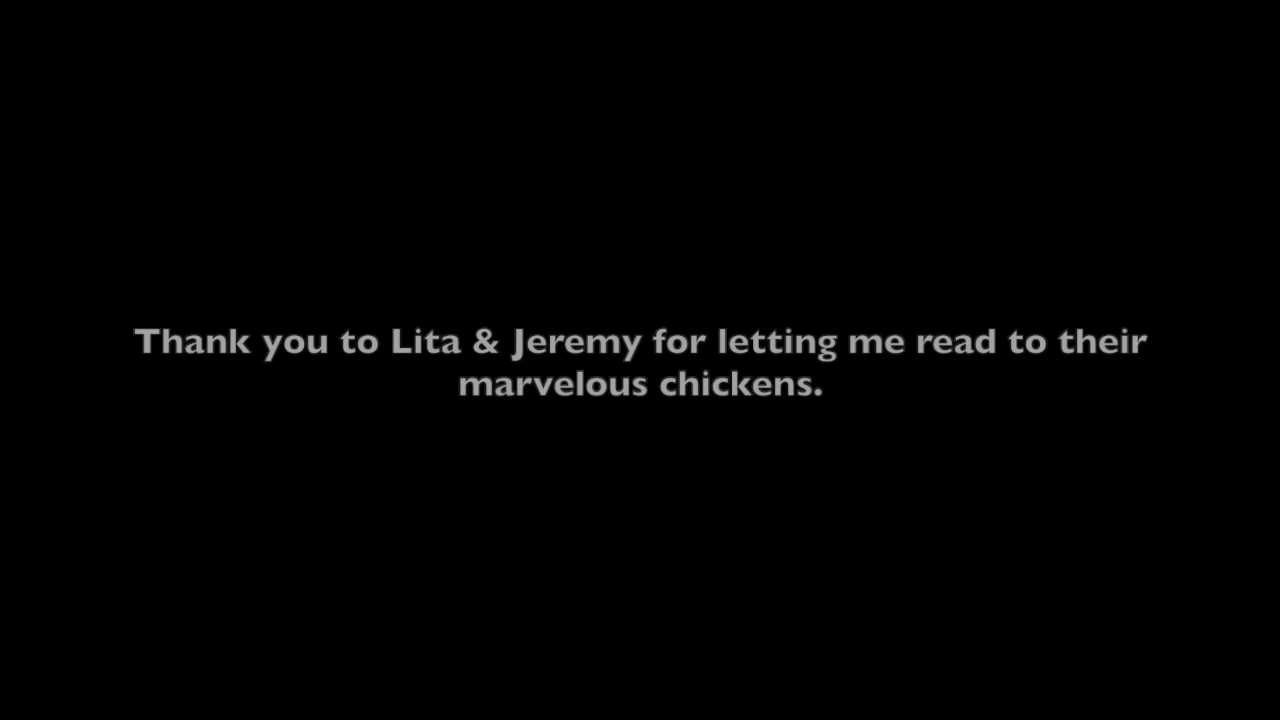 Thank you to Lita & Jeremy for letting me read to their
marvelous chickens.